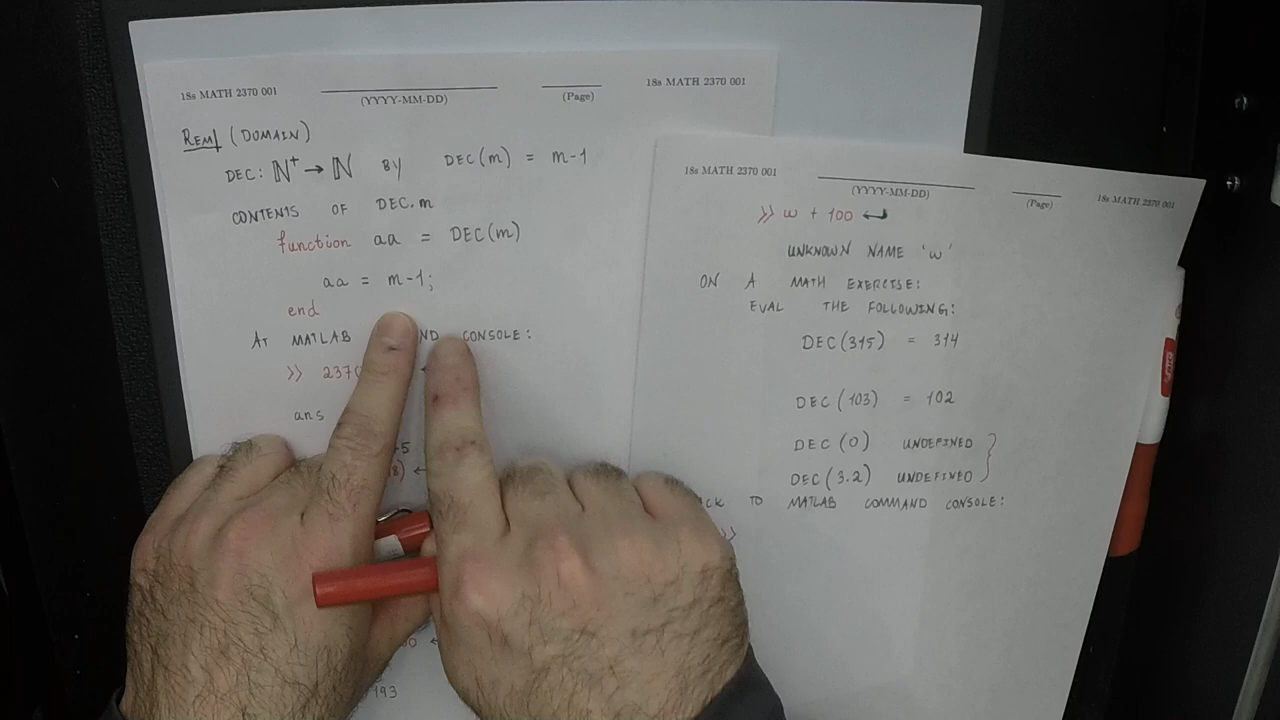 18s MATH 2370 001
(YYYY-MM-DD)
(Page)
18s MATH 2370 001
REM (DOMAIN)
DEC: ℕ⁺ → ℕ BY DEC(m) = m-1
CONTENTS OF DEC.m
function aa = DEC(m)
aa = m-1;
end
AT MATLAB CONSOLE:
>>
ans
18s MATH 2370 001
(YYYY-MM-DD)
(Page)
18s MATH 2370 001
>> w + 100 ↵
UNKNOWN NAME 'w'
ON A MATH EXERCISE:
EVAL THE FOLLOWING:
DEC(315) = 314
DEC(103) = 102
DEC(0) UNDEFINED
DEC(3.2) UNDEFINED
TO MATLAB COMMAND CONSOLE:
>>